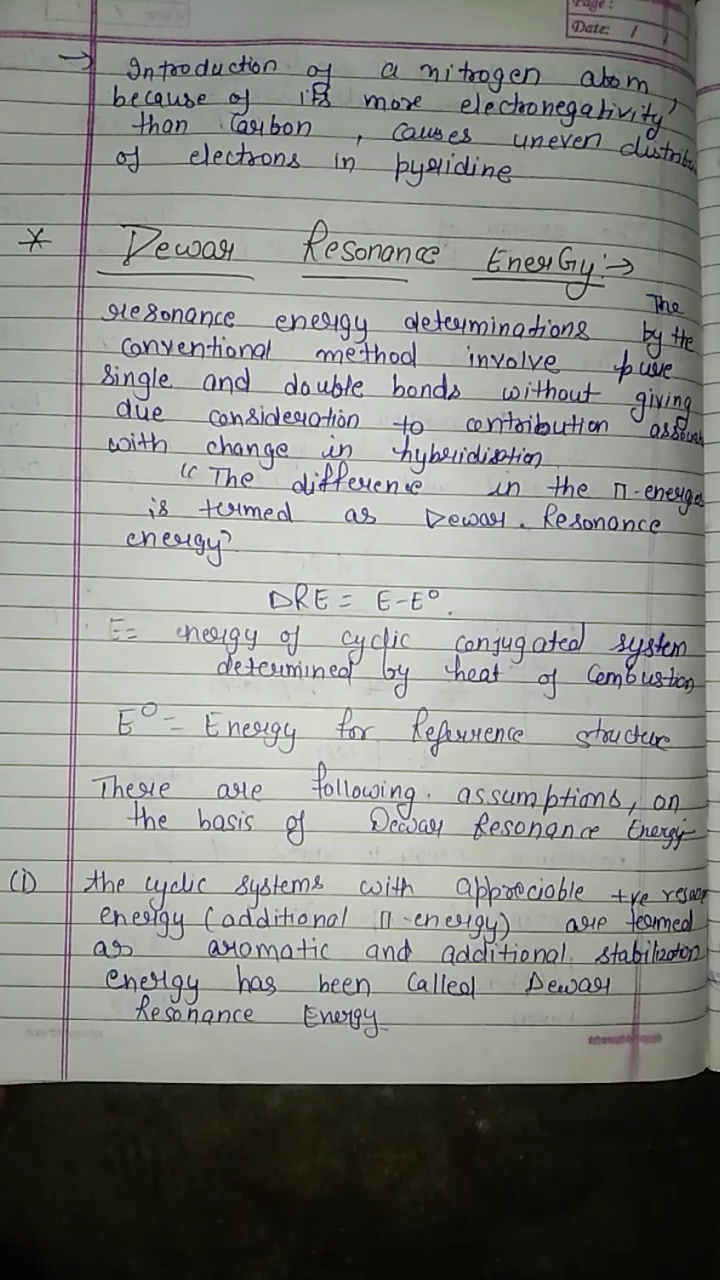 Page:
Date: / /
→ Introduction of a nitrogen atom,
because of its more electronegativity
than Carbon, causes uneven distribu
of electrons in pyridine
* Dewar Resonance EnerGy:→
The
resonance energy determinations by the
conventional method involve pure
Single and double bonds without giving
due consideration to contribution
with change in hybridisation
"The difference in the π-energe
is termed as Dewar. Resonance
energy"
DRE = E-E°.
E= energy of cyclic conjugated system
determined by heat of Combustion
E° = Energy for Refurrence structure
There are following. assumptions, on
the basis of Dewar Resonance Energy
(i) the cyclic systems with appreciable +ve
energy (additional π-energy) are termed
as aromatic and additional stabilization
energy has been Called Dewar
Resonance Energy